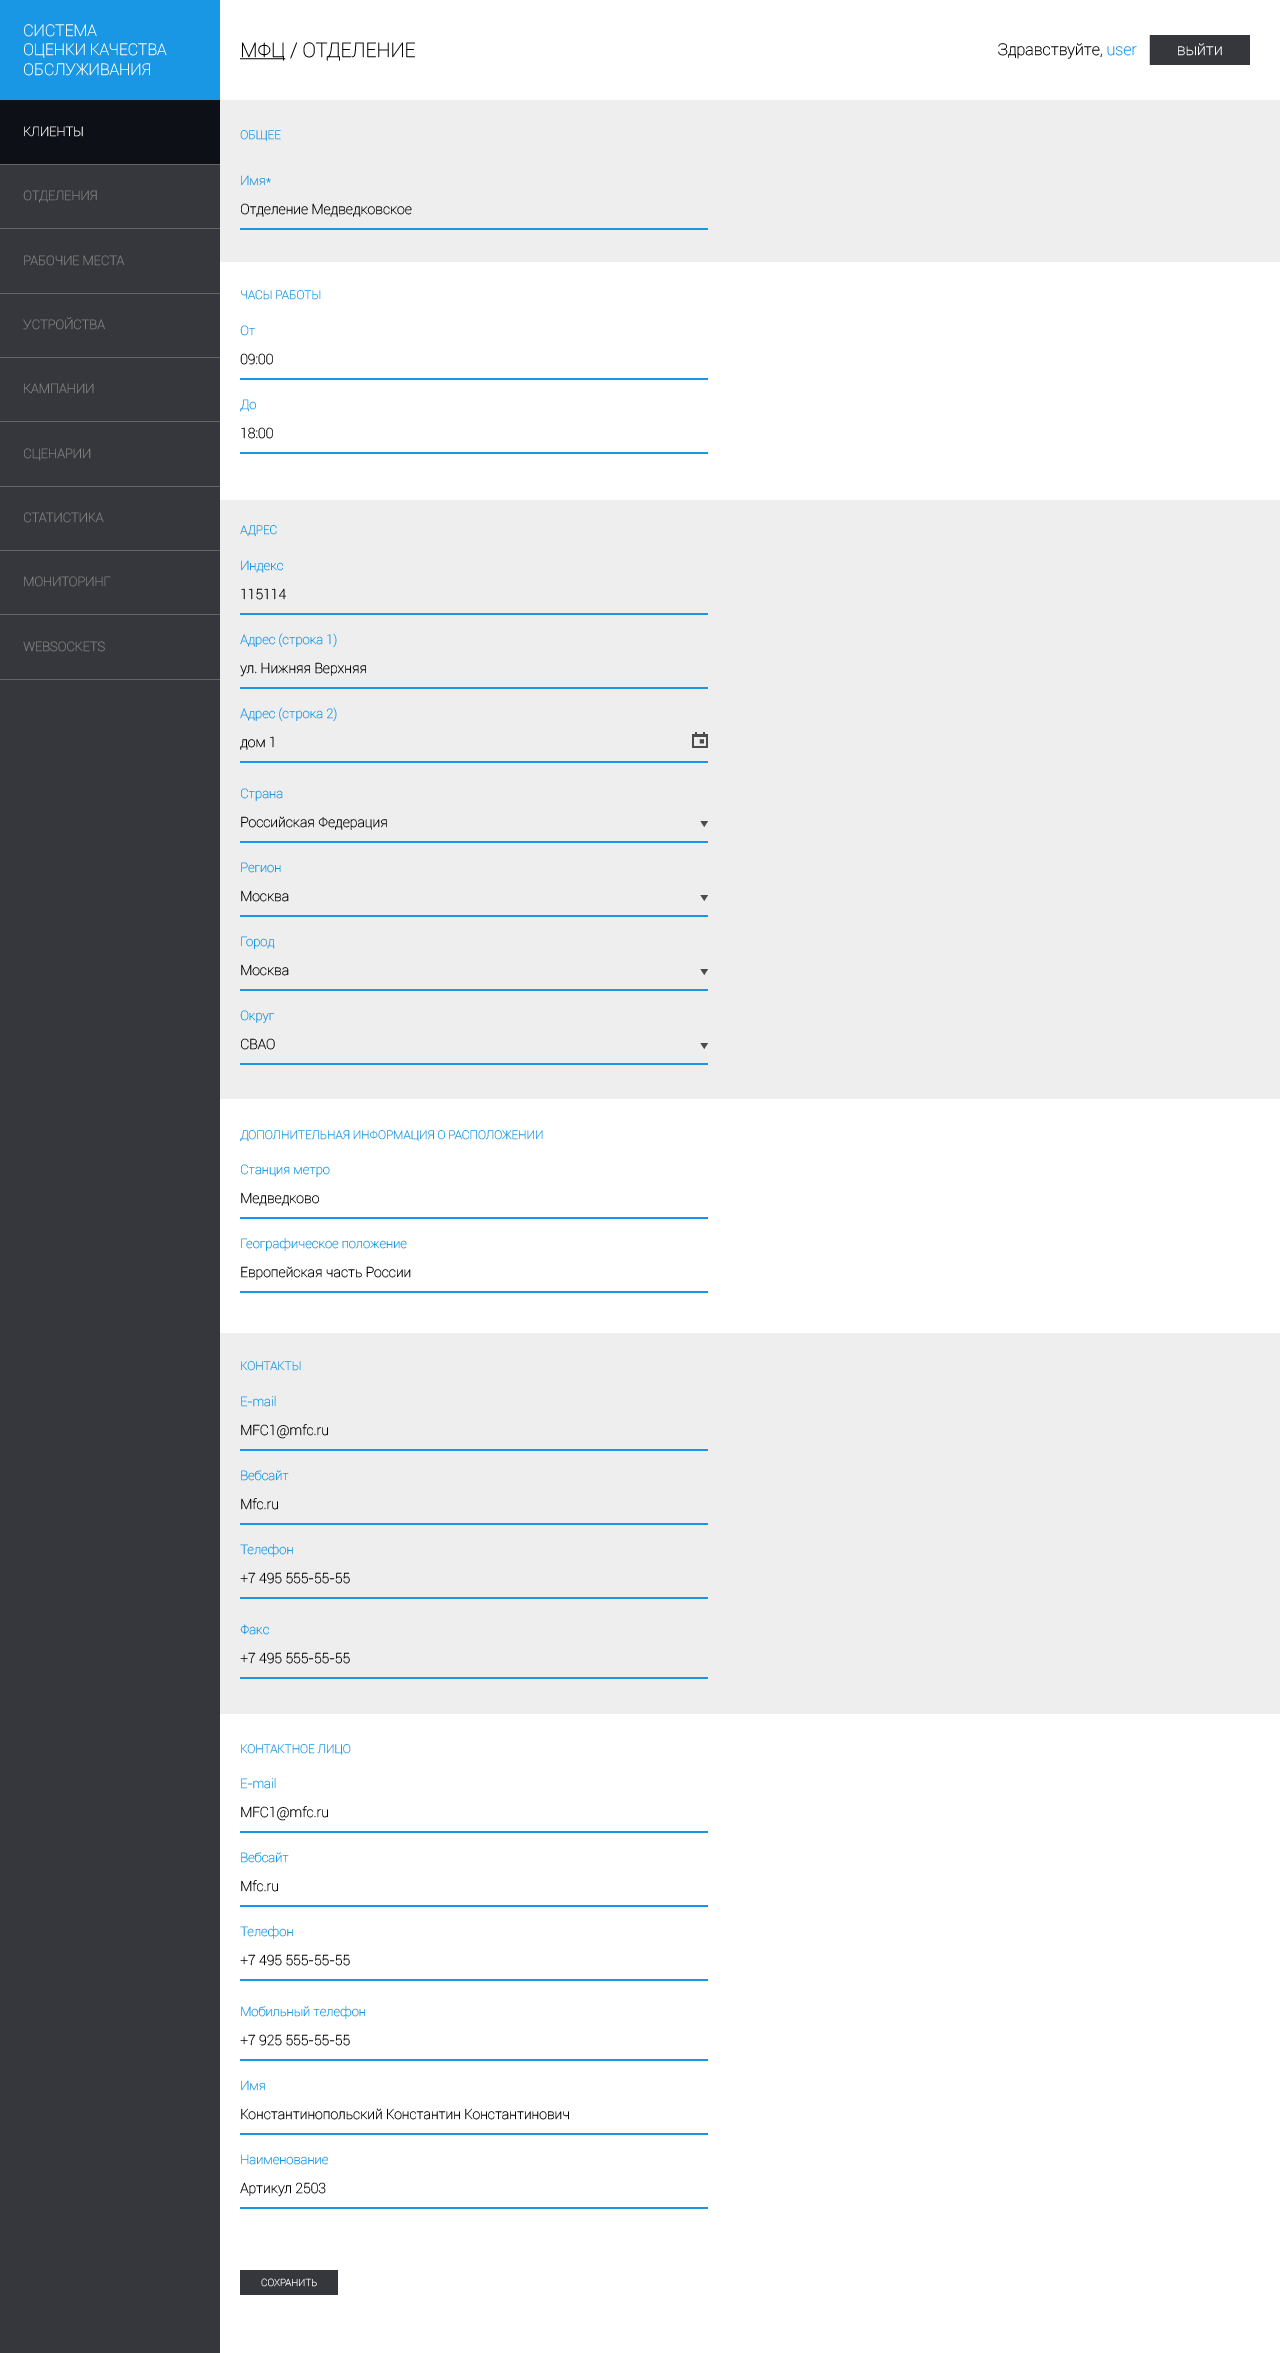 СИСТЕМА
ОЦЕНКИ КАЧЕСТВА
ОБСЛУЖИВАНИЯ
МФЦ / ОТДЕЛЕНИЕ
Здравствуйте, user
ВЫЙТИ
КЛИЕНТЫ
ОТДЕЛЕНИЯ
РАБОЧИЕ МЕСТА
УСТРОЙСТВА
КАМПАНИИ
СЦЕНАРИИ
СТАТИСТИКА
МОНИТОРИНГ
WEBSOCKETS
ОБЩЕЕ
Имя*
Отделение Медведковское
ЧАСЫ РАБОТЫ
От
09:00
До
18:00
АДРЕС
Индекс
115114
Адрес (строка 1)
ул. Нижняя Верхняя
Адрес (строка 2)
дом 1
Страна
Российская Федерация
Регион
Москва
Город
Москва
Округ
СВАО
ДОПОЛНИТЕЛЬНАЯ ИНФОРМАЦИЯ О РАСПОЛОЖЕНИИ
Станция метро
Медведково
Географическое положение
Европейская часть России
КОНТАКТЫ
E-mail
MFC1@mfc.ru
Вебсайт
Mfc.ru
Телефон
+7 495 555-55-55
Факс
+7 495 555-55-55
КОНТАКТНОЕ ЛИЦО
E-mail
MFC1@mfc.ru
Вебсайт
Mfc.ru
Телефон
+7 495 555-55-55
Мобильный телефон
+7 925 555-55-55
Имя
Константинопольский Константин Константинович
Наименование
Артикул 2503
СОХРАНИТЬ